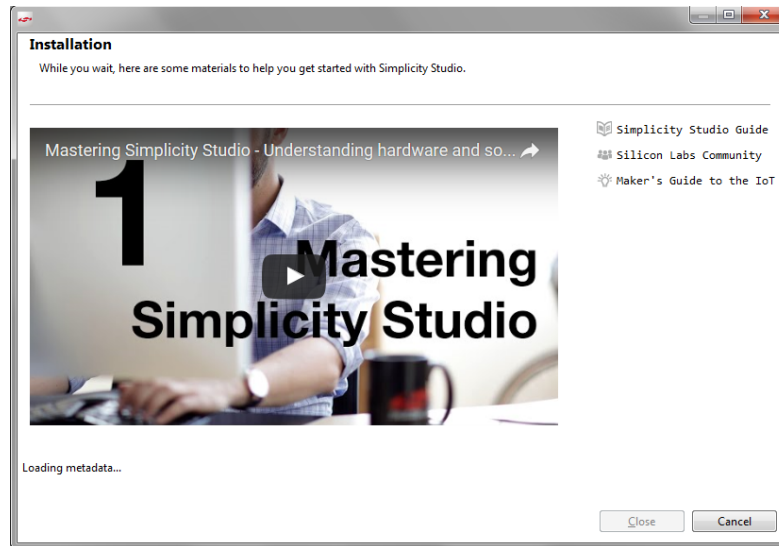 Installation
While you wait, here are some materials to help you get started with Simplicity Studio.
Simplicity Studio Guide
Silicon Labs Community
Maker's Guide to the IoT
Mastering Simplicity Studio - Understanding hardware and so...
1
Mastering
Simplicity Studio
Loading metadata...
Close
Cancel